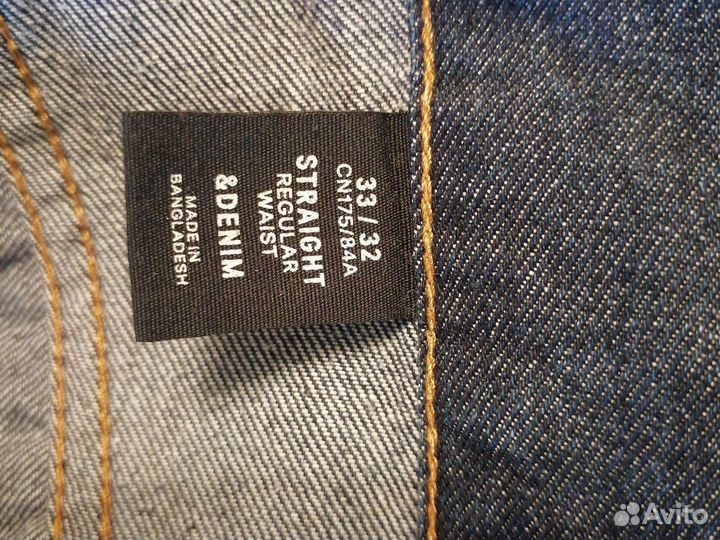 33 / 32
CN175/84A
STRAIGHT
REGULAR
WAIST
&DENIM
MADE IN
BANGLADESH
Avito